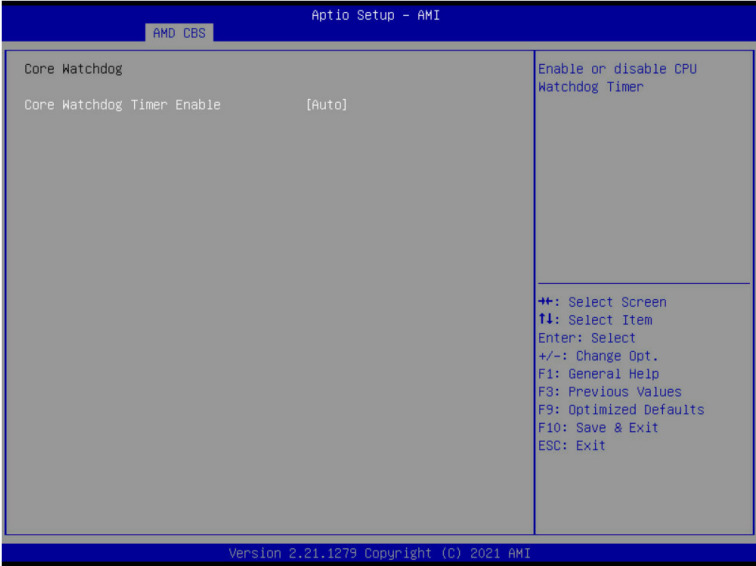 Aptio Setup - AMI
AMD CBS
Core Watchdog
Core Watchdog Timer Enable [Auto]
Enable or disable CPU
Watchdog Timer
→←: Select Screen
↑↓: Select Item
Enter: Select
+/-: Change Opt.
F1: General Help
F3: Previous Values
F9: Optimized Defaults
F10: Save & Exit
ESC: Exit
Version 2.21.1279 Copyright (C) 2021 AMI